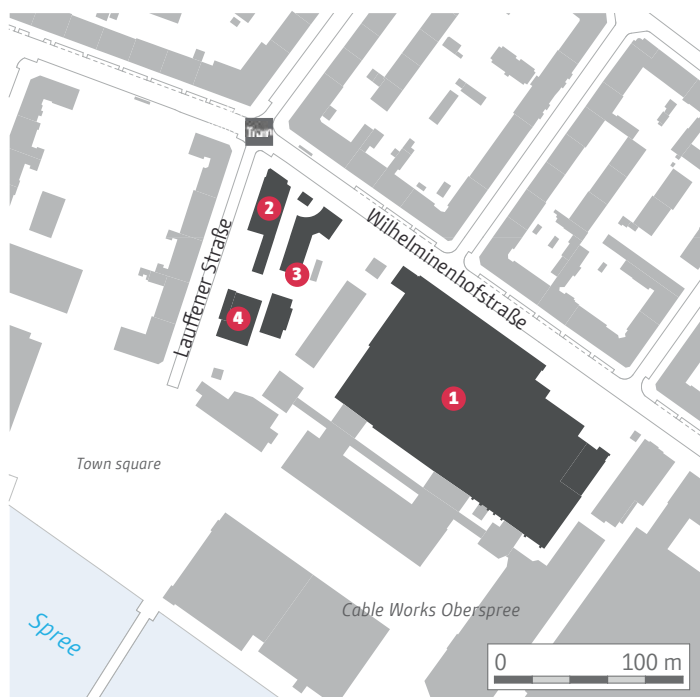 Tram
2
Wilhelminenhofstraße
Lauffener Straße
3
4
1
Town square
Cable Works Oberspree
Spree
0 100 m